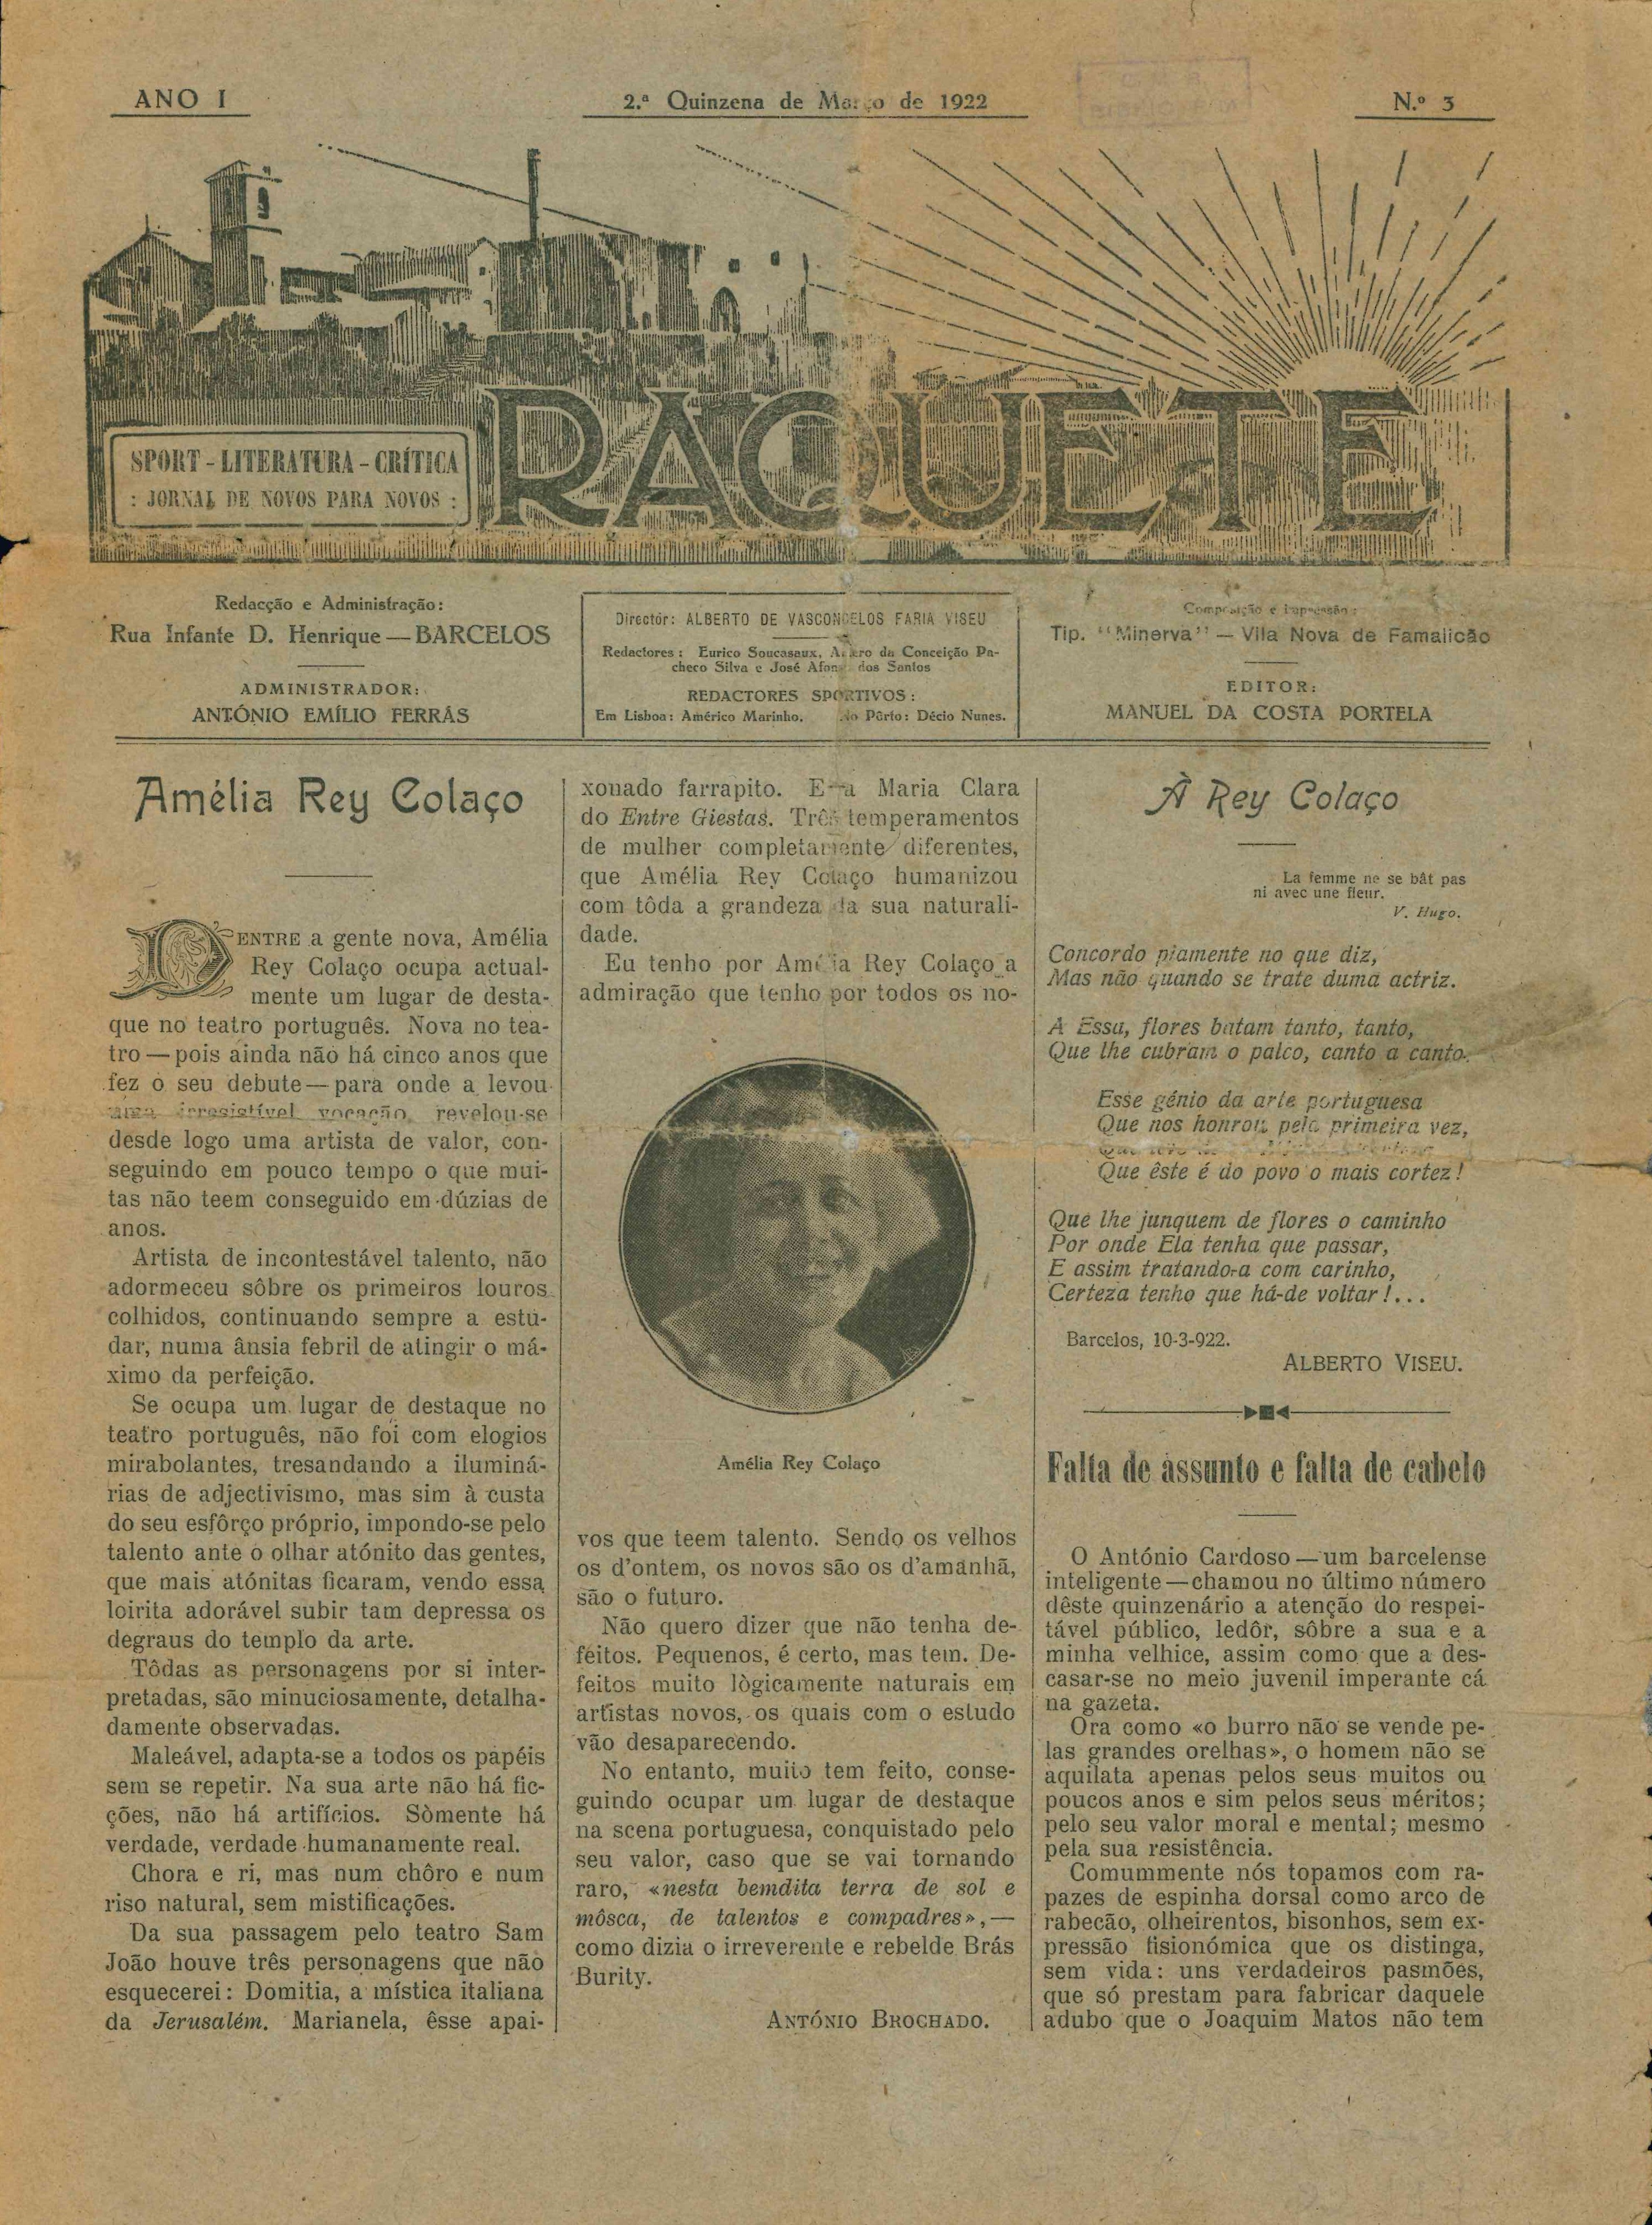 ANO I
2.ª Quinzena de Março de 1922
N.º 3
RAQUETE
SPORT - LITERATURA - CRÍTICA
: JORNAL DE NOVOS PARA NOVOS :
Redacção e Administração:
Rua Infante D. Henrique — BARCELOS
ADMINISTRADOR:
ANTÓNIO EMÍLIO FERRÁS
Directór: ALBERTO DE VASCONCELOS FARIA VISEU
Redactores: Eurico Soucasaux, da Conceição Pa-
checo Silva e José Afonso dos Santos
REDACTORES SPORTIVOS:
Em Lisboa: Américo Marinho. No Pôrto: Décio Nunes.
Composição e impressão:
Tip. "Minerva" — Vila Nova de Famalicão
EDITOR:
MANUEL DA COSTA PORTELA
Amélia Rey Colaço
DENTRE a gente nova, Amélia
Rey Colaço ocupa actual-
mente um lugar de desta-
que no teatro português. Nova no tea-
tro — pois ainda não há cinco anos que
fez o seu debute — para onde a levou
uma irresistível vocação, revelou-se
desde logo uma artista de valor, con-
seguindo em pouco tempo o que mui-
tas não teem conseguido em dúzias de
anos.
Artista de incontestável talento, não
adormeceu sôbre os primeiros louros
colhidos, continuando sempre a estu-
dar, numa ânsia febril de atingir o má-
ximo da perfeição.
Se ocupa um lugar de destaque no
teatro português, não foi com elogios
mirabolantes, tresandando a iluminá-
rias de adjectivismo, mas sim à custa
do seu esfôrço próprio, impondo-se pelo
talento ante o olhar atónito das gentes,
que mais atónitas ficaram, vendo essa
loirita adorável subir tam depressa os
degraus do templo da arte.
Tôdas as personagens por si inter-
pretadas, são minuciosamente, detalha-
damente observadas.
Maleável, adapta-se a todos os papéis
sem se repetir. Na sua arte não há fic-
ções, não há artifícios. Sòmente há
verdade, verdade humanamente real.
Chora e ri, mas num chôro e num
riso natural, sem mistificações.
Da sua passagem pelo teatro Sam
João houve três personagens que não
esquecerei: Domitia, a mística italiana
da Jerusalém. Marianela, êsse apai-
xonado farrapito. E a Maria Clara
do Entre Giestas. Três temperamentos
de mulher completamente diferentes,
que Amélia Rey Colaço humanizou
com tôda a grandeza da sua naturali-
dade.
Eu tenho por Amélia Rey Colaço a
admiração que tenho por todos os no-
Amélia Rey Colaço
vos que teem talento. Sendo os velhos
os d'ontem, os novos são os d'amanhã,
são o futuro.
Não quero dizer que não tenha de-
feitos. Pequenos, é certo, mas tem. De-
feitos muito lògicamente naturais em
artistas novos, os quais com o estudo
vão desaparecendo.
No entanto, muito tem feito, conse-
guindo ocupar um lugar de destaque
na scena portuguesa, conquistado pelo
seu valor, caso que se vai tornando
raro, «nesta bemdita terra de sol e
môsca, de talentos e compadres», —
como dizia o irreverente e rebelde Brás
Burity.
ANTÓNIO BROCHADO.
À Rey Colaço
La femme ne se bât pas
ni avec une fleur.
V. Hugo.
Concordo piamente no que diz,
Mas não quando se trate duma actriz.
A Essa, flores batam tanto, tanto,
Que lhe cubram o palco, canto a canto.
Esse génio da arte portuguesa
Que nos honrou pela primeira vez,
Que
Que êste é do povo o mais cortez!
Que lhe junquem de flores o caminho
Por onde Ela tenha que passar,
E assim tratando-a com carinho,
Certeza tenho que há-de voltar!...
Barcelos, 10-3-922.
ALBERTO VISEU.
Falta de assunto e falta de cabelo
O António Cardoso — um barcelense
inteligente — chamou no último número
dêste quinzenário a atenção do respei-
tável público, ledôr, sôbre a sua e a
minha velhice, assim como que a des-
casar-se no meio juvenil imperante cá
na gazeta.
Ora como «o burro não se vende pe-
las grandes orelhas», o homem não se
aquilata apenas pelos seus muitos ou
poucos anos e sim pelos seus méritos;
pelo seu valor moral e mental; mesmo
pela sua resistência.
Comummente nós topamos com ra-
pazes de espinha dorsal como arco de
rabecão, olheirentos, bisonhos, sem ex-
pressão fisionómica que os distinga,
sem vida: uns verdadeiros pasmões,
que só prestam para fabricar daquele
adubo que o Joaquim Matos não tem